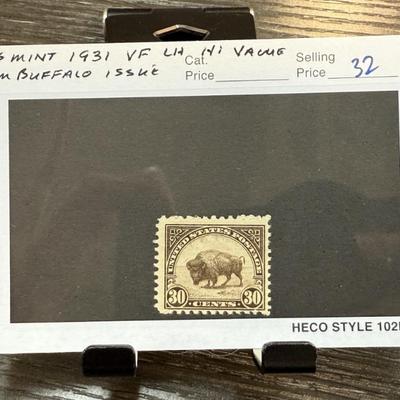 MINT 1931 VF LH Hi VALUE
BUFFALO ISSUE
Cat.
Price
Selling
Price 32
UNITED STATES POSTAGE
30 CENTS 30
HECO STYLE 102